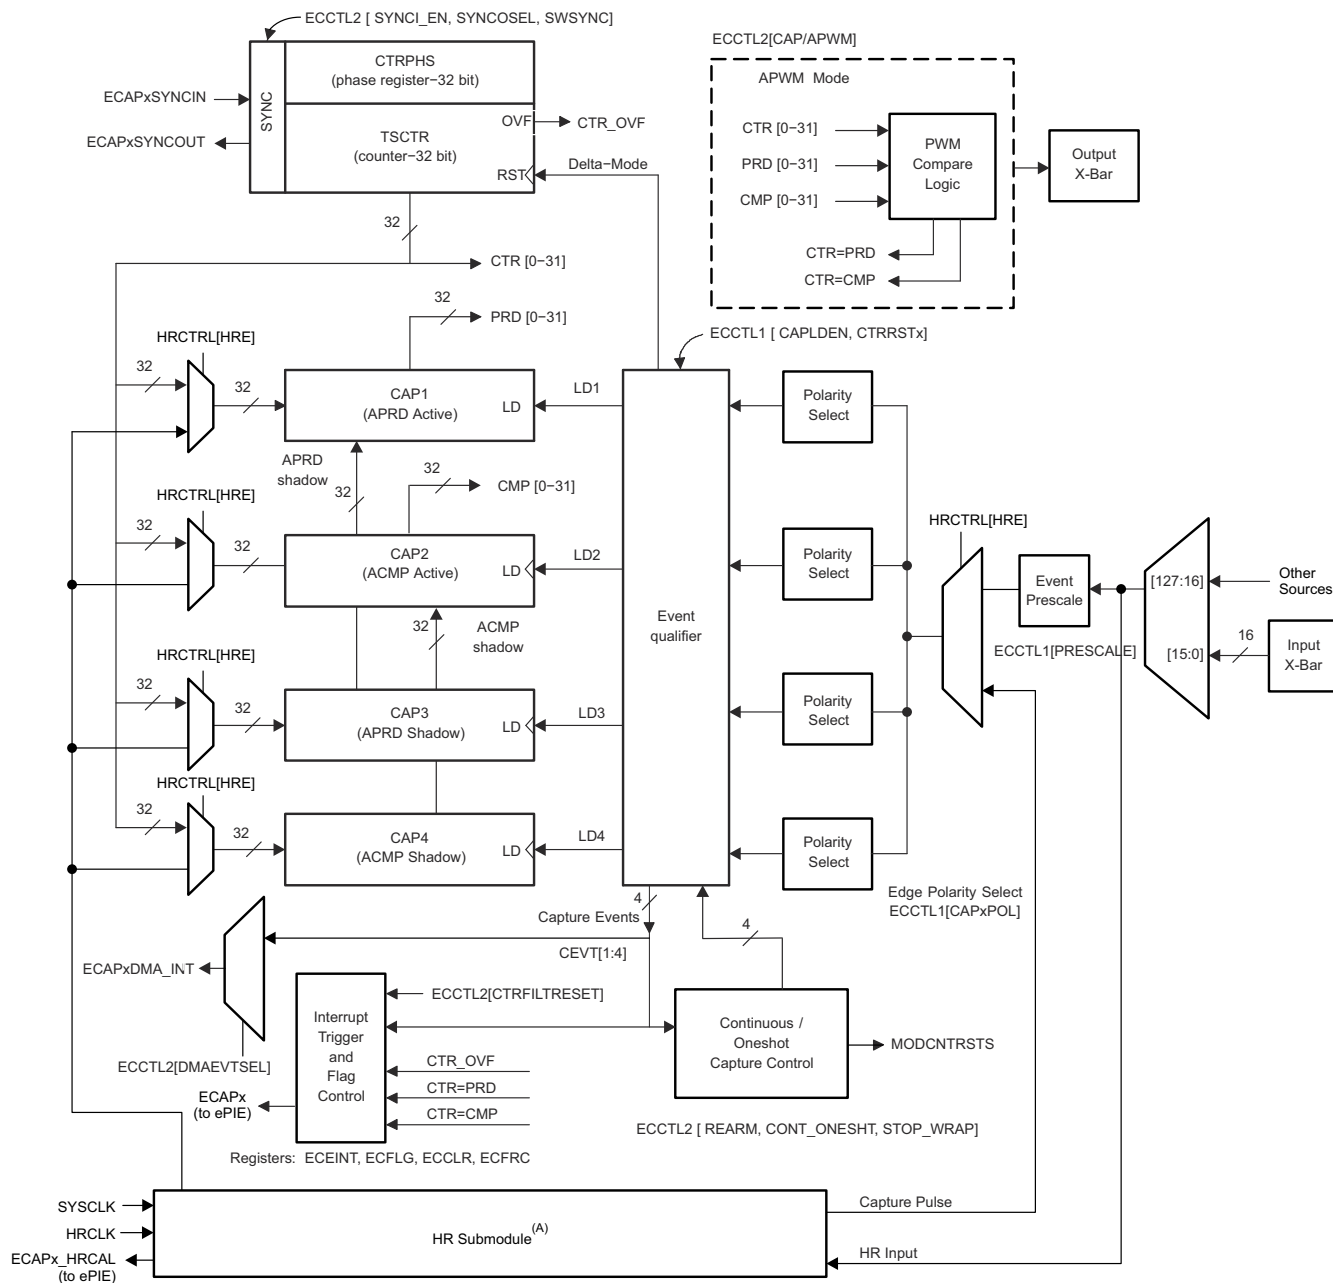 ECCTL2 [ SYNCI_EN, SYNCOSEL, SWSYNC]
CTRPHS
(phase register−32 bit)
SYNC
ECAPxSYNCIN
ECAPxSYNCOUT
TSCTR
(counter−32 bit)
OVF
CTR_OVF
RST
Delta−Mode
ECCTL2[CAP/APWM]
APWM Mode
CTR [0−31]
PRD [0−31]
CMP [0−31]
PWM
Compare
Logic
CTR=PRD
CTR=CMP
Output
X-Bar
32
CTR [0−31]
32
PRD [0−31]
ECCTL1 [ CAPLDEN, CTRRSTx]
HRCTRL[HRE]
32
32
CAP1
(APRD Active)
LD
LD1
Polarity
Select
APRD
shadow
32
32
CMP [0−31]
HRCTRL[HRE]
32
32
CAP2
(ACMP Active)
LD
LD2
Polarity
Select
32
ACMP
shadow
Event
qualifier
HRCTRL[HRE]
Event
Prescale
ECCTL1[PRESCALE]
[127:16]
[15:0]
Other
Sources
16
Input
X-Bar
HRCTRL[HRE]
32
32
CAP3
(APRD Shadow)
LD
LD3
Polarity
Select
HRCTRL[HRE]
32
32
CAP4
(ACMP Shadow)
LD
LD4
Polarity
Select
Edge Polarity Select
ECCTL1[CAPxPOL]
4
Capture Events
CEVT[1:4]
4
ECAPxDMA_INT
ECCTL2[DMAEVTSEL]
ECCTL2[CTRFILTRESET]
Interrupt
Trigger
and
Flag
Control
CTR_OVF
CTR=PRD
CTR=CMP
ECAPx
(to ePIE)
Continuous /
Oneshot
Capture Control
MODCNTRSTS
ECCTL2 [ REARM, CONT_ONESHT, STOP_WRAP]
Registers: ECEINT, ECFLG, ECCLR, ECFRC
SYSCLK
HRCLK
ECAPx_HRCAL
(to ePIE)
HR Submodule(A)
Capture Pulse
HR Input